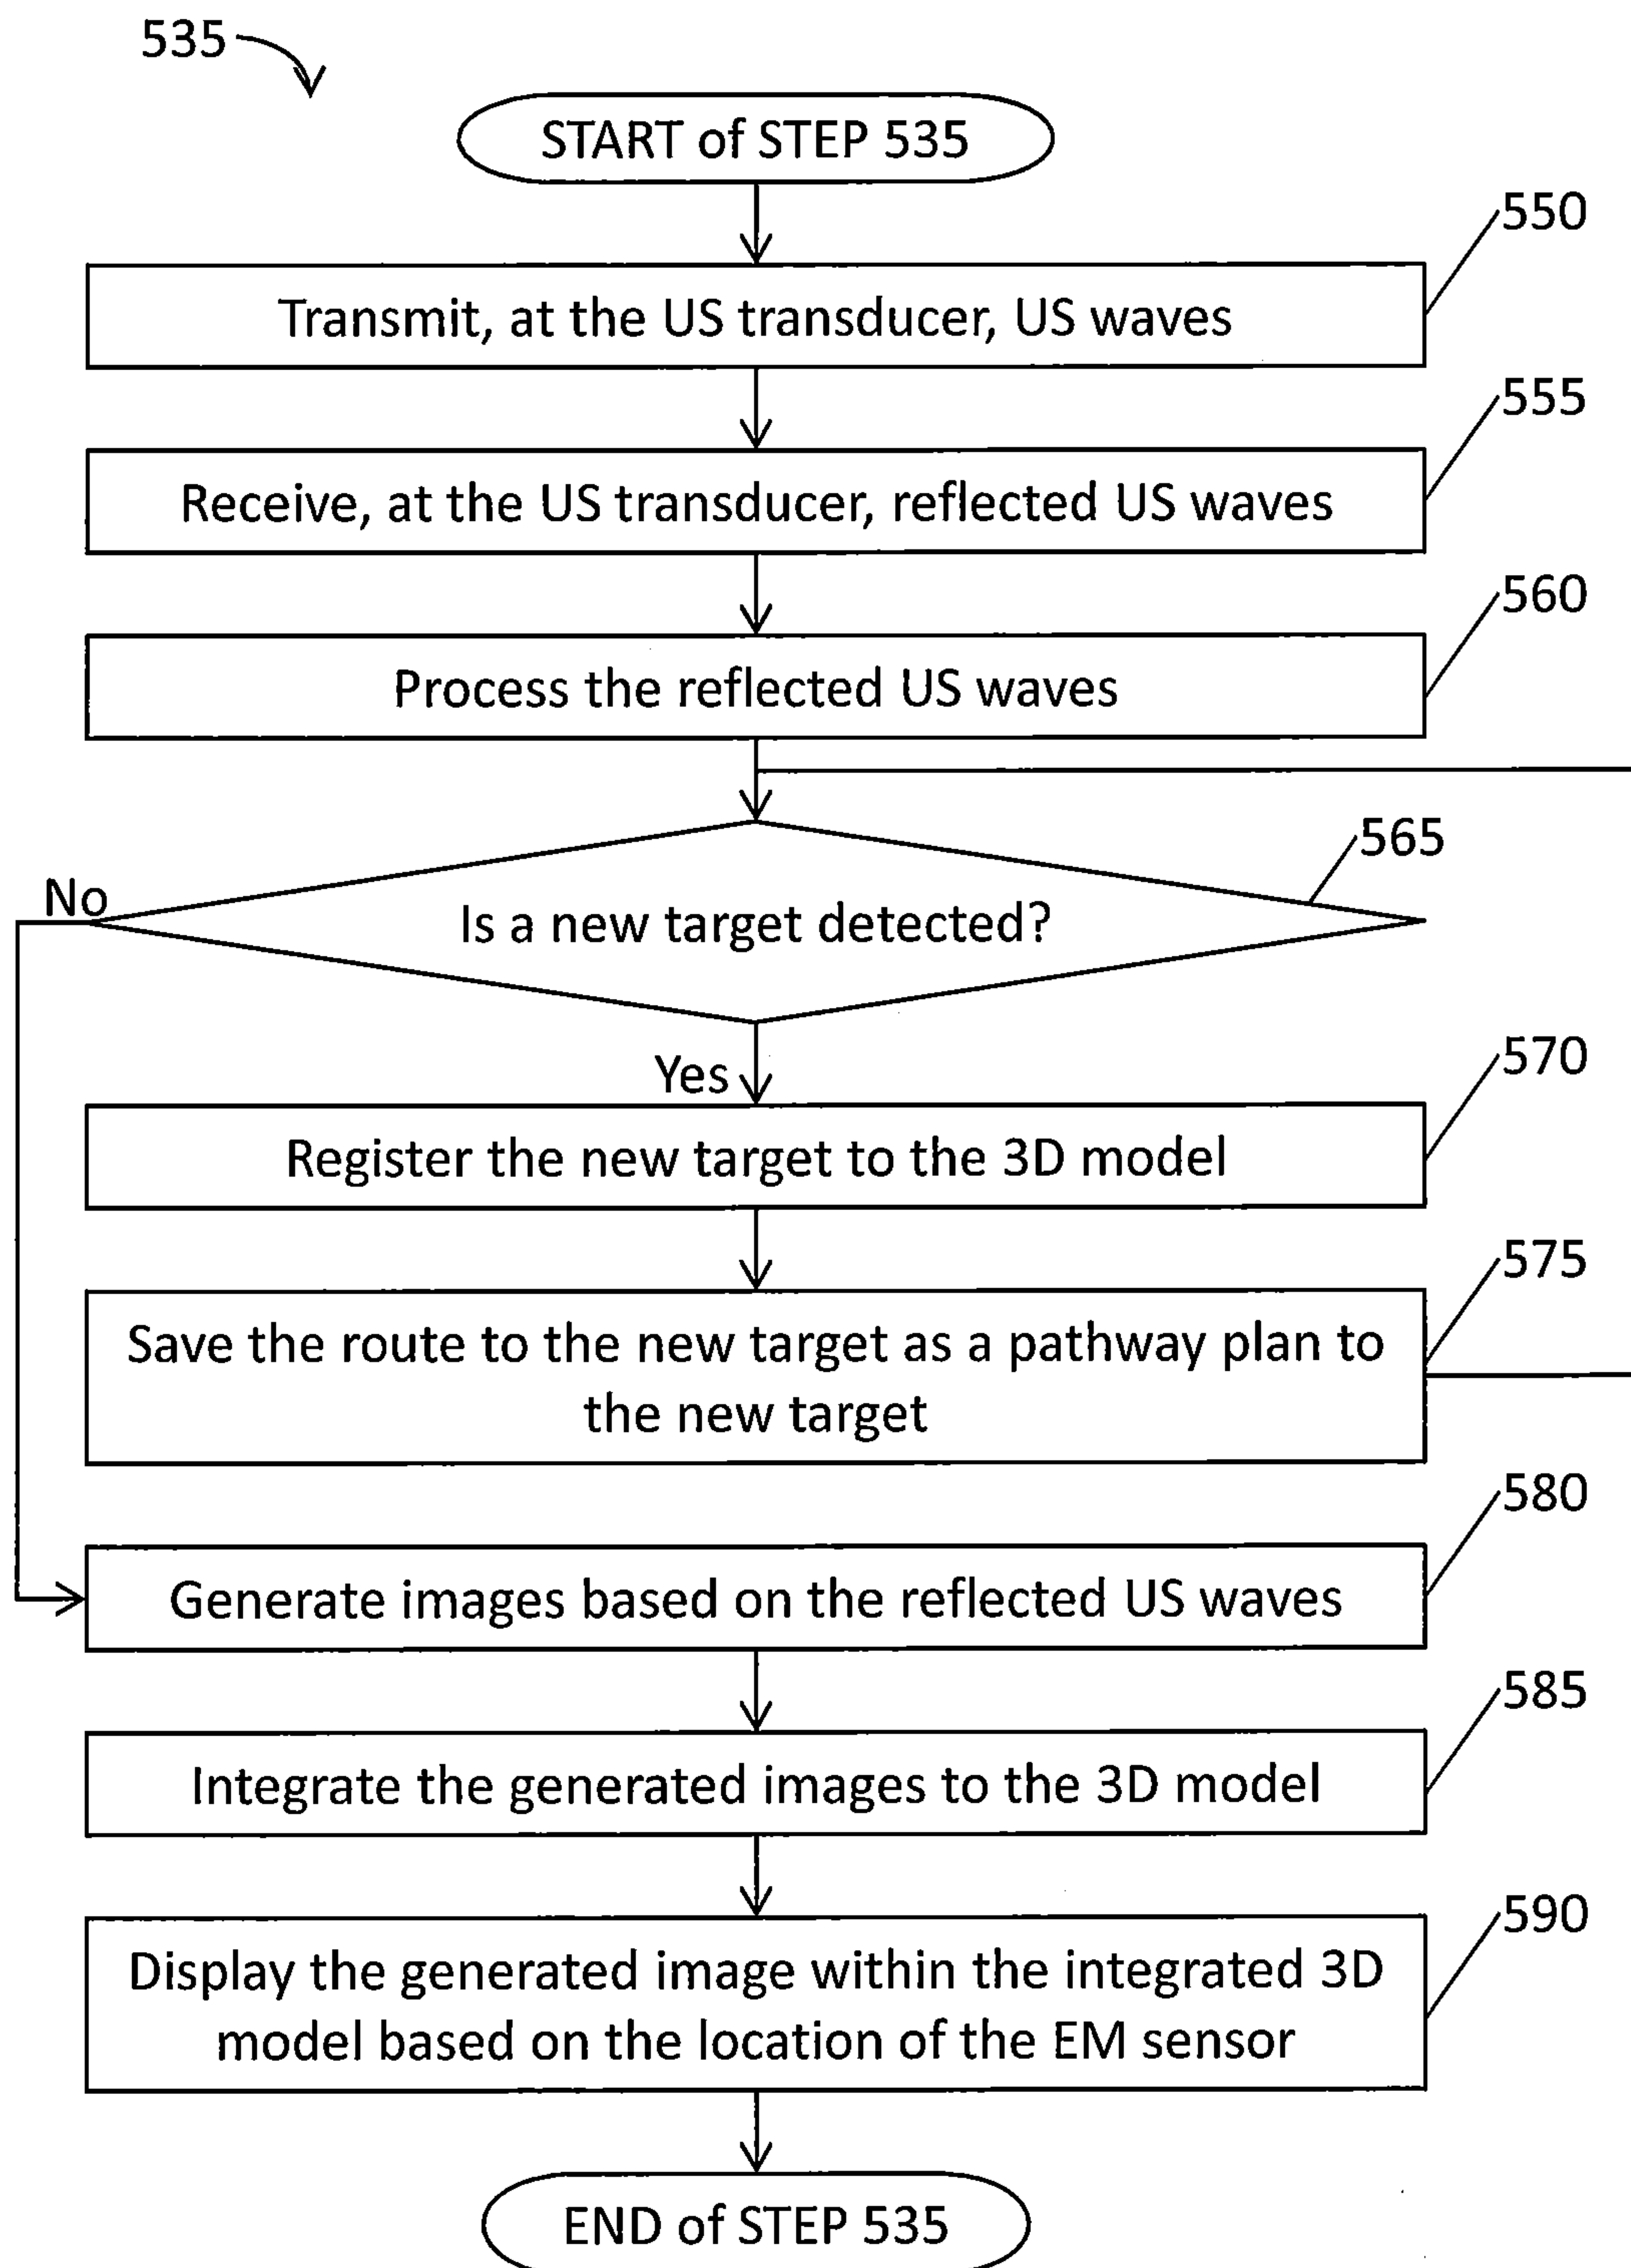 535
START of STEP 535
550
Transmit, at the US transducer, US waves
555
Receive, at the US transducer, reflected US waves
560
Process the reflected US waves
565
No
Is a new target detected?
Yes
570
Register the new target to the 3D model
575
Save the route to the new target as a pathway plan to
the new target
580
Generate images based on the reflected US waves
585
Integrate the generated images to the 3D model
590
Display the generated image within the integrated 3D
model based on the location of the EM sensor
END of STEP 535